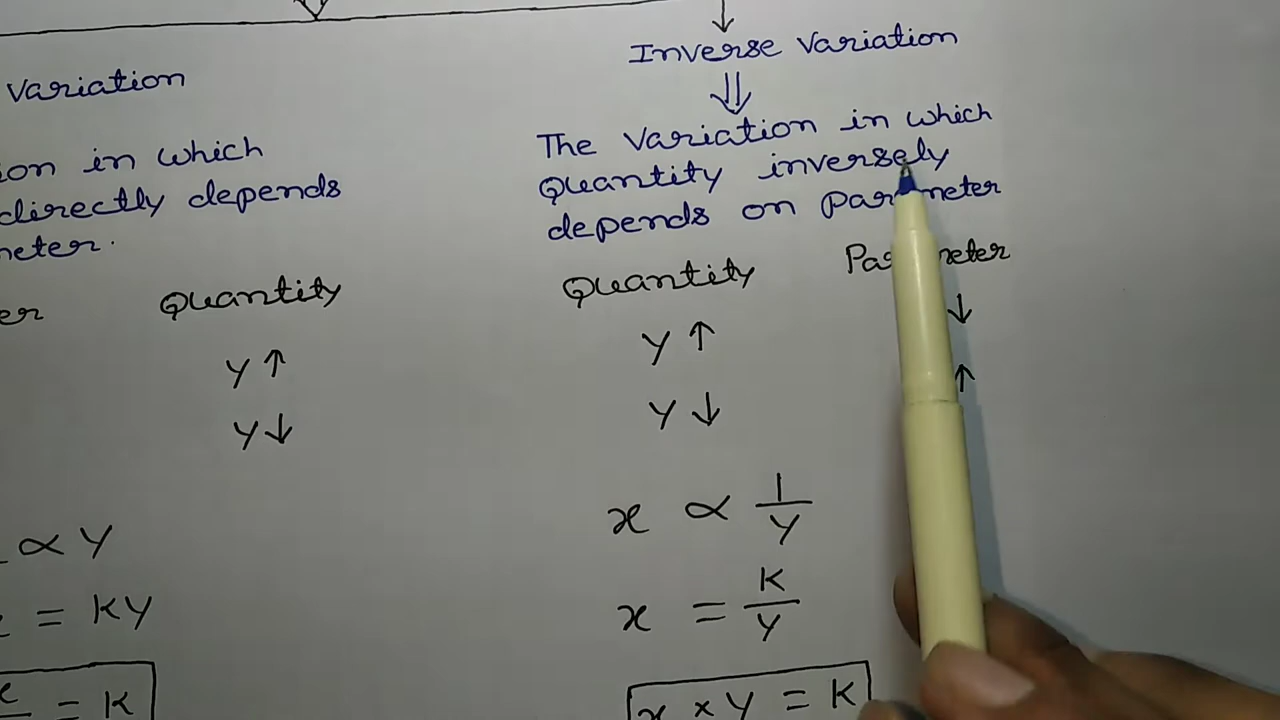 Variation
ion in which
directly depends
meter.
er Quantity
Y ↑
Y ↓
∝ Y
= KY
x = K
Inverse Variation
⇓
The Variation in which
Quantity inversely
depends on Parameter
Quantity Parameter
Y ↑ ↓
Y ↓ ↑
x ∝ 1/Y
x = K/Y
x × Y = K